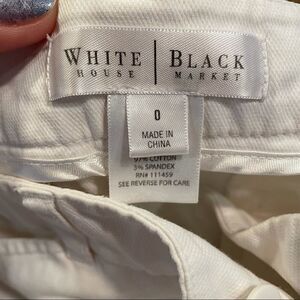 WHITE | BLACK
HOUSE | MARKET
0
MADE IN
CHINA
97% COTTON
3% SPANDEX
RN# 111459
SEE REVERSE FOR CARE